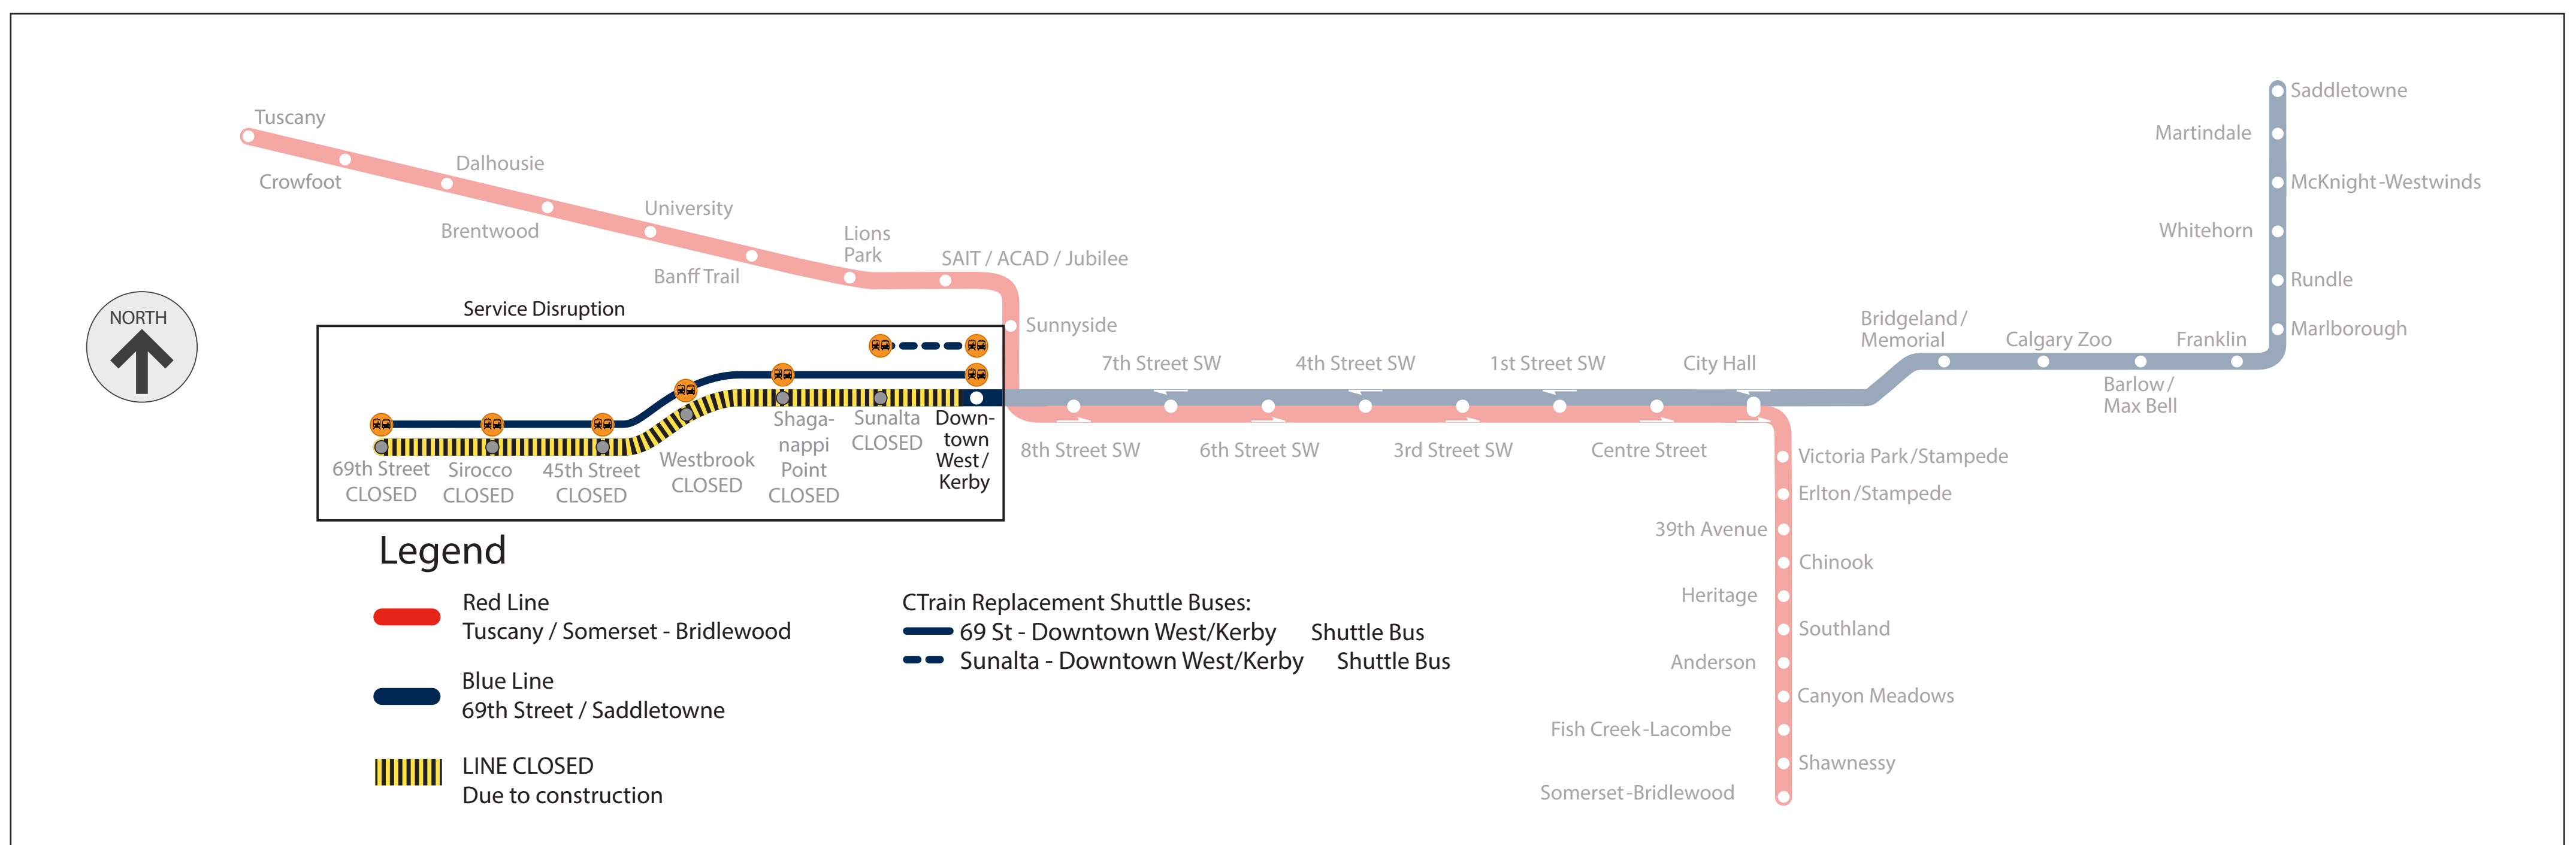 Saddletowne
Tuscany
Martindale
Dalhousie
Crowfoot
McKnight-Westwinds
University
Brentwood
Whitehorn
Lions
Park
SAIT / ACAD / Jubilee
Banff Trail
Rundle
NORTH
Service Disruption
Sunnyside
Bridgeland/
Memorial
Calgary Zoo
Franklin
Marlborough
7th Street SW
4th Street SW
1st Street SW
City Hall
Barlow/
Max Bell
69th Street
CLOSED
Sirocco
CLOSED
45th Street
CLOSED
Westbrook
CLOSED
Shaga-
nappi
Point
CLOSED
Sunalta
CLOSED
Down-
town
West/
Kerby
8th Street SW
6th Street SW
3rd Street SW
Centre Street
Victoria Park/Stampede
Erlton/Stampede
39th Avenue
Chinook
Heritage
Southland
Anderson
Canyon Meadows
Fish Creek-Lacombe
Shawnessy
Somerset-Bridlewood
Legend
Red Line
Tuscany / Somerset - Bridlewood
Blue Line
69th Street / Saddletowne
LINE CLOSED
Due to construction
CTrain Replacement Shuttle Buses:
69 St - Downtown West/Kerby Shuttle Bus
Sunalta - Downtown West/Kerby Shuttle Bus